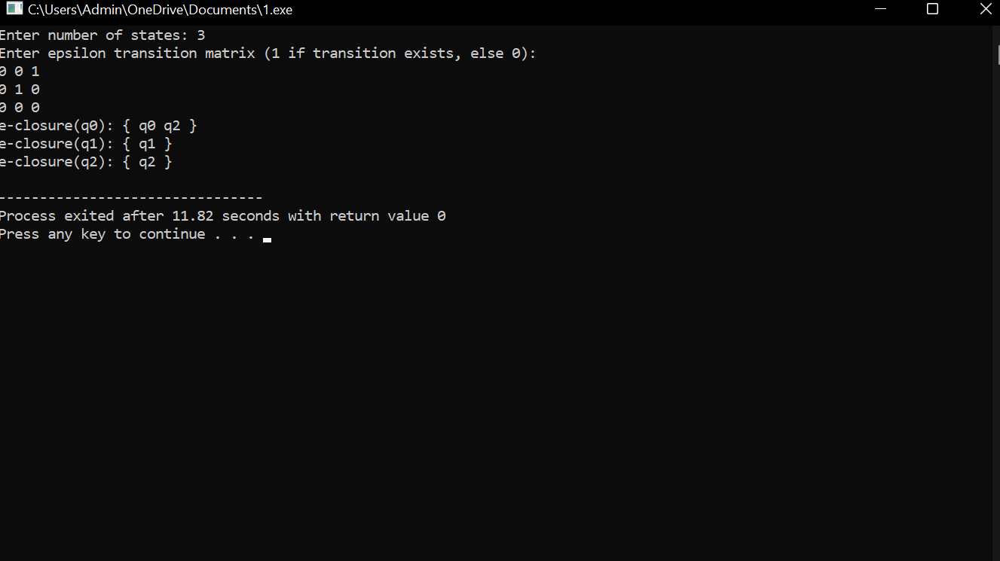 C:\Users\Admin\OneDrive\Documents\1.exe
Enter number of states: 3
Enter epsilon transition matrix (1 if transition exists, else 0):
0 0 1
0 1 0
0 0 0
e-closure(q0): { q0 q2 }
e-closure(q1): { q1 }
e-closure(q2): { q2 }
--------------------------------
Process exited after 11.82 seconds with return value 0
Press any key to continue . . .